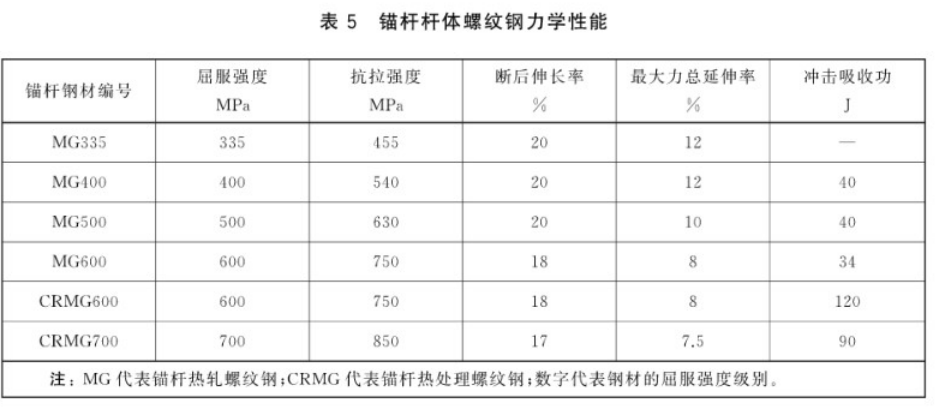 表 5 锚杆杆体螺纹钢力学性能
锚杆钢材编号 屈服强度 MPa 抗拉强度 MPa 断后伸长率 % 最大力总延伸率 % 冲击吸收功 J
MG335 335 455 20 12 —
MG400 400 540 20 12 40
MG500 500 630 20 10 40
MG600 600 750 18 8 34
CRMG600 600 750 18 8 120
CRMG700 700 850 17 7.5 90
注:MG 代表锚杆热轧螺纹钢;CRMG 代表锚杆热处理螺纹钢;数字代表钢材的屈服强度级别。